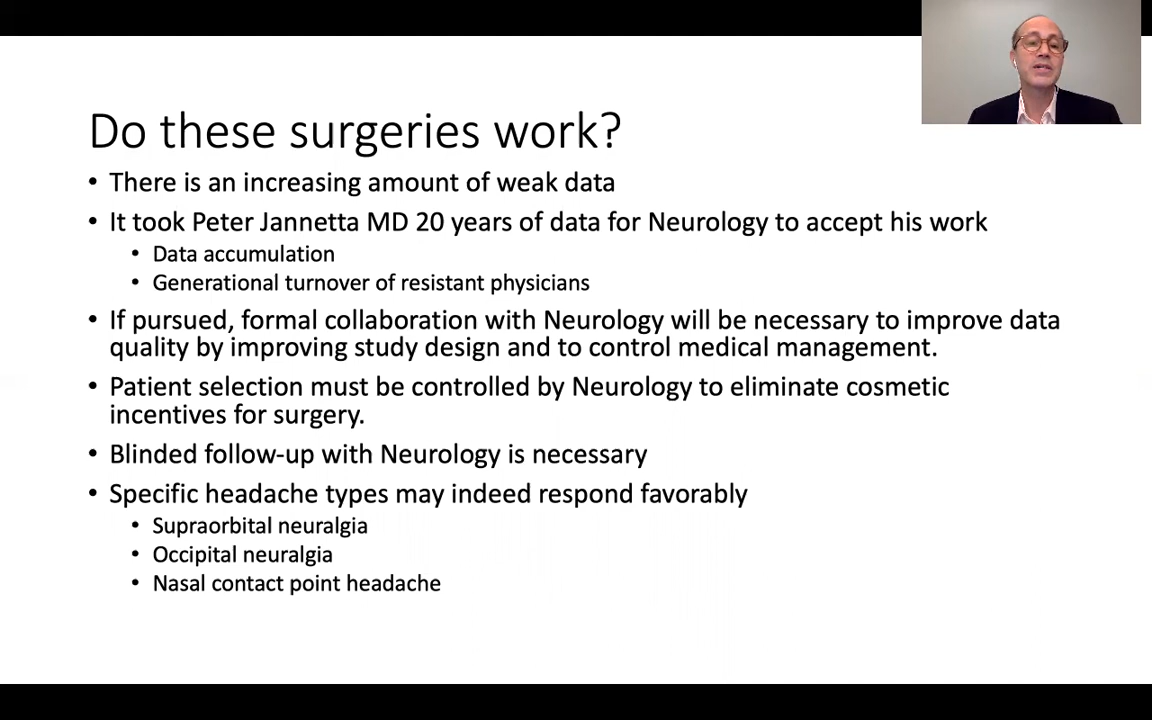 Do these surgeries work?
• There is an increasing amount of weak data
• It took Peter Jannetta MD 20 years of data for Neurology to accept his work
• Data accumulation
• Generational turnover of resistant physicians
• If pursued, formal collaboration with Neurology will be necessary to improve data
quality by improving study design and to control medical management.
• Patient selection must be controlled by Neurology to eliminate cosmetic
incentives for surgery.
• Blinded follow-up with Neurology is necessary
• Specific headache types may indeed respond favorably
• Supraorbital neuralgia
• Occipital neuralgia
• Nasal contact point headache